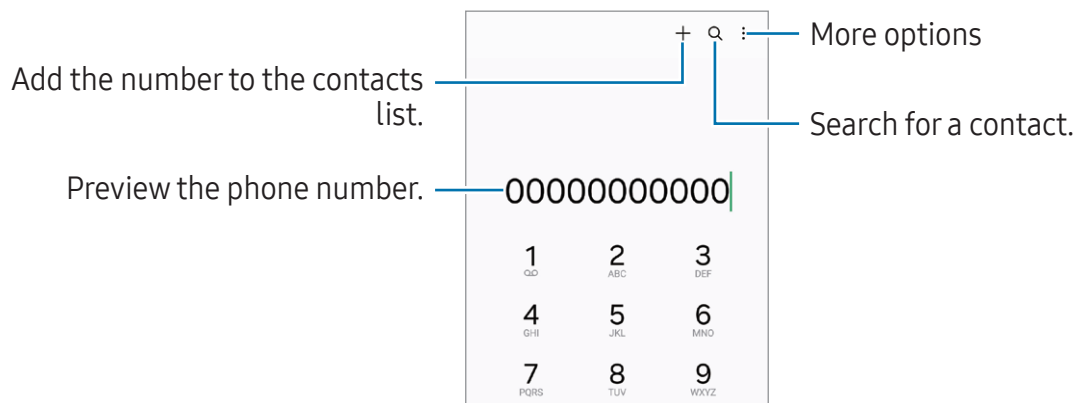 +
More options
Add the number to the contacts
list.
Search for a contact.
Preview the phone number.
00000000000
1 2 3
ABC DEF
4 5 6
GHI JKL MNO
7 8 9
PQRS TUV WXYZ